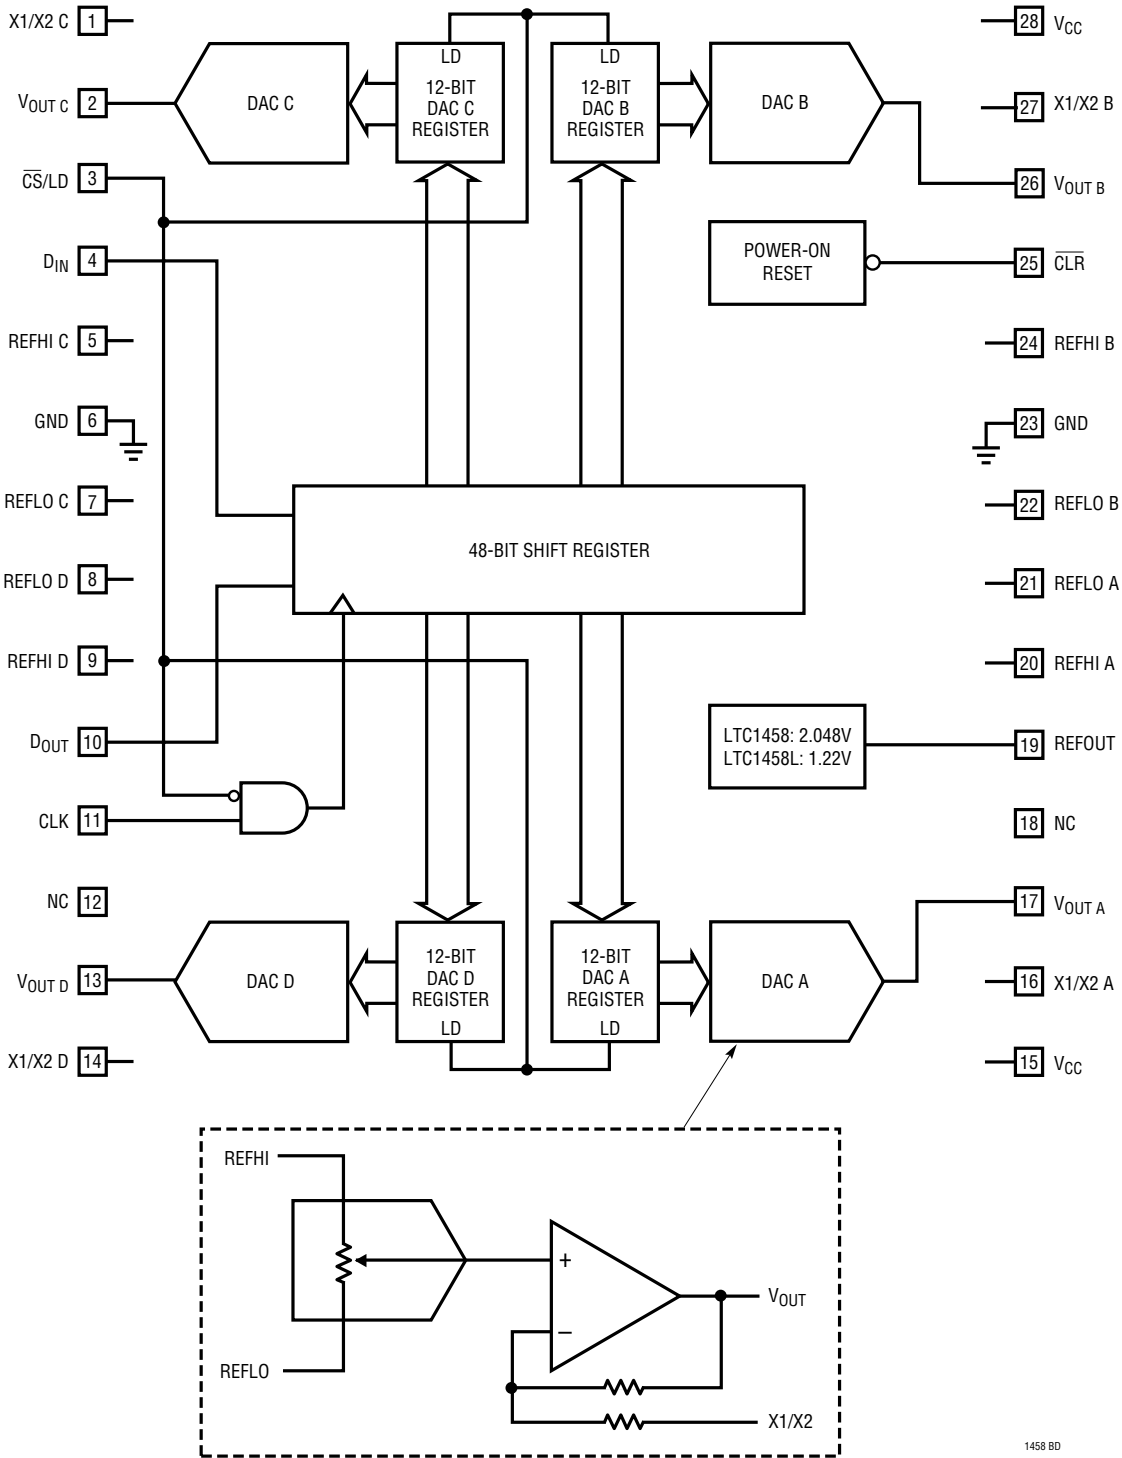 X1/X2 C 1
VOUT C 2
CS/LD 3
DIN 4
REFHI C 5
GND 6
REFLO C 7
REFLO D 8
REFHI D 9
DOUT 10
CLK 11
NC 12
VOUT D 13
X1/X2 D 14
DAC C
LD
12-BIT
DAC C
REGISTER
LD
12-BIT
DAC B
REGISTER
DAC B
POWER-ON
RESET
48-BIT SHIFT REGISTER
LTC1458: 2.048V
LTC1458L: 1.22V
DAC D
12-BIT
DAC D
REGISTER
LD
12-BIT
DAC A
REGISTER
LD
DAC A
28 VCC
27 X1/X2 B
26 VOUT B
25 CLR
24 REFHI B
23 GND
22 REFLO B
21 REFLO A
20 REFHI A
19 REFOUT
18 NC
17 VOUT A
16 X1/X2 A
15 VCC
REFHI
+
–
VOUT
REFLO
X1/X2
1458 BD